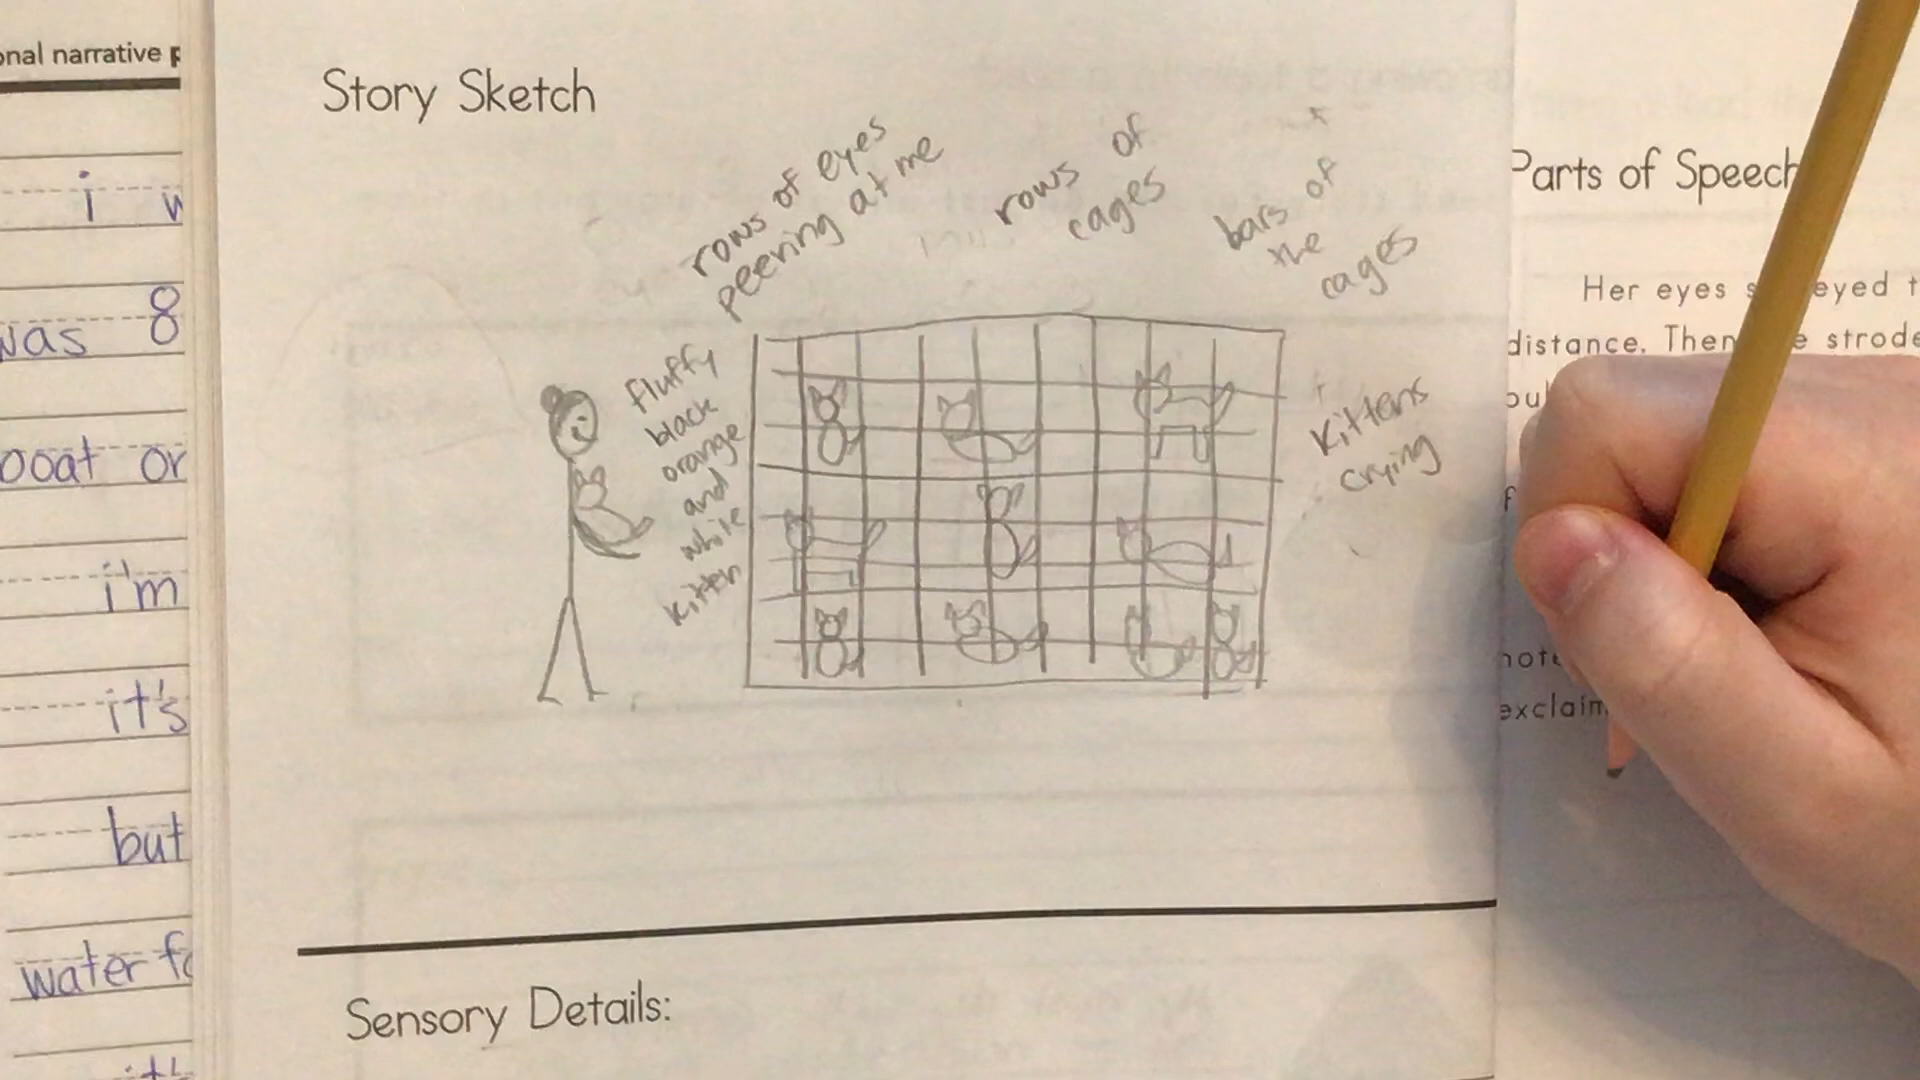 onal narrative
i w
was 8
or
i'm
it's
but
water
Story Sketch
rows of eyes
peering at me
rows of
cages
bars of
the
cages
fluffy
black
orange
and
while
kitten
kittens
crying
Sensory Details:
Parts of Speech
Her eyes
distance. Then strode
exclaim